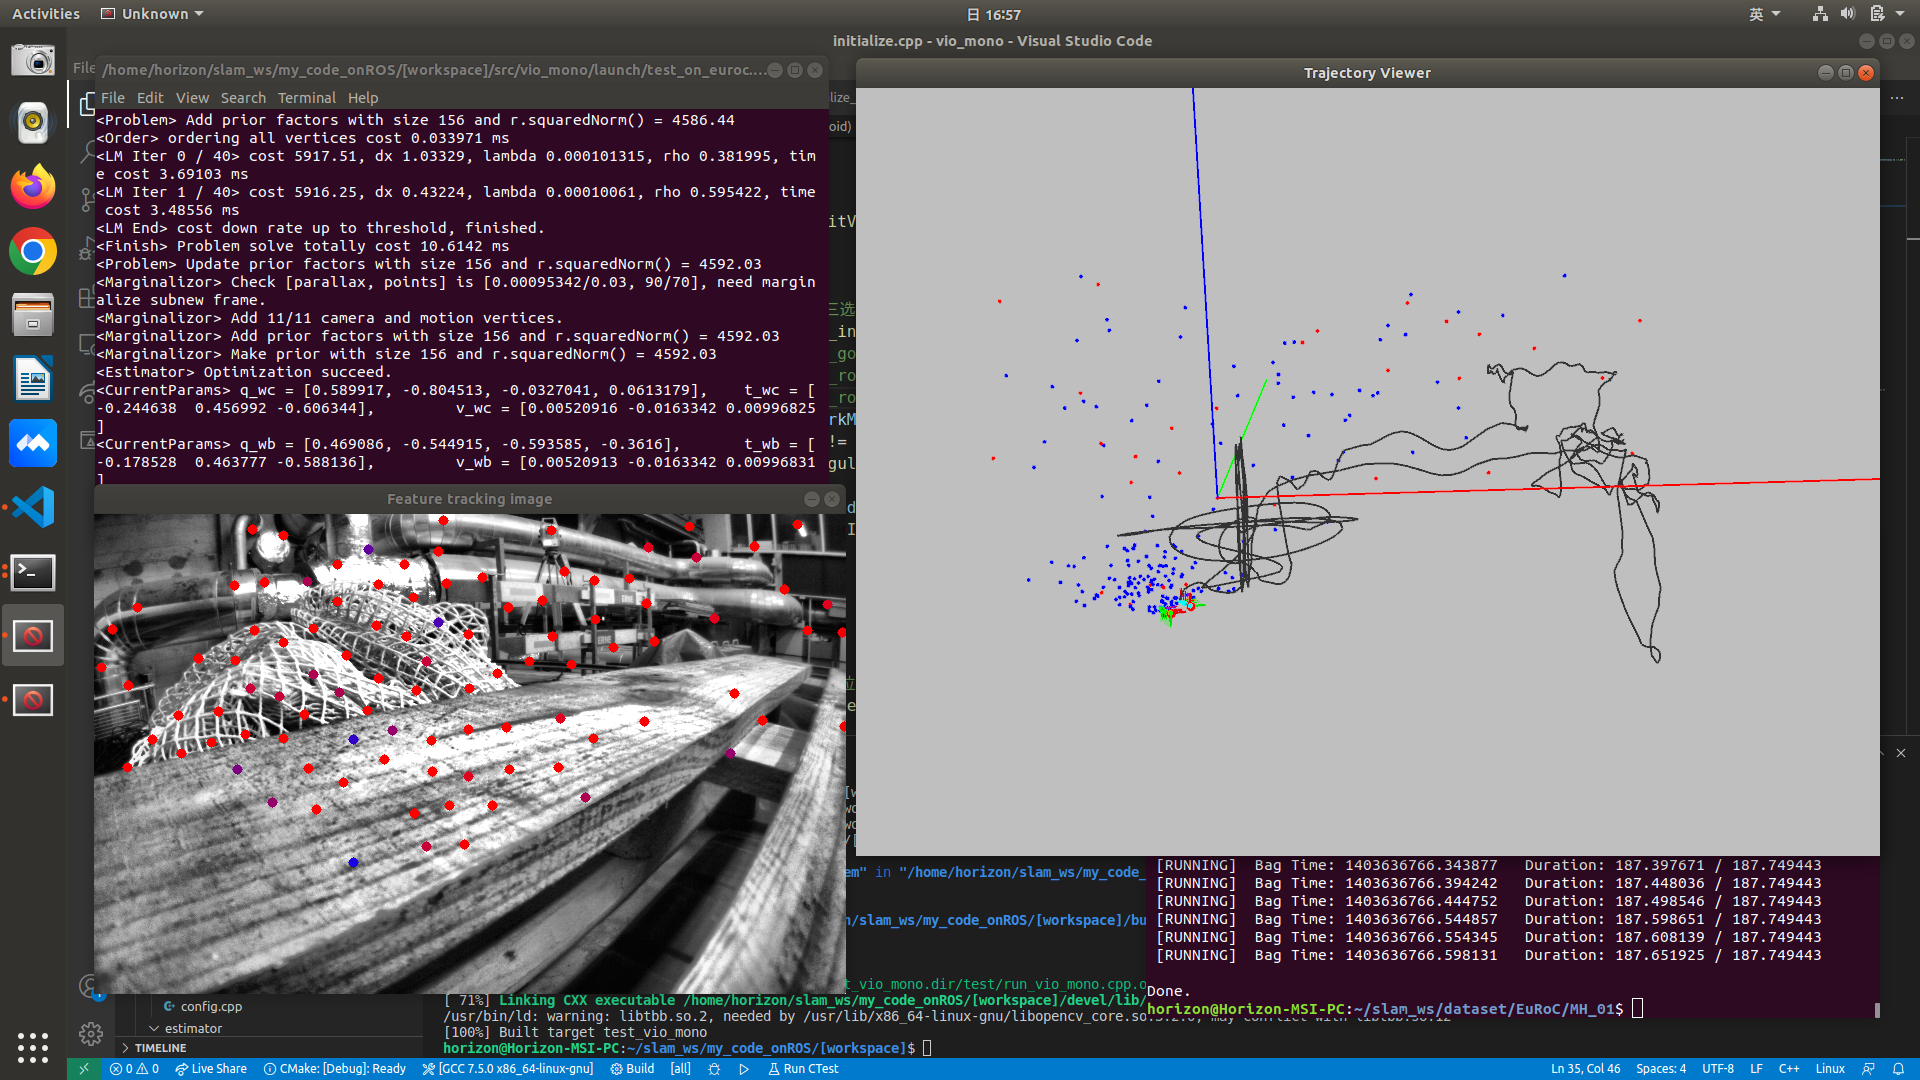 Activities
Unknown
日 16:57
英
initialize.cpp - vio_mono - Visual Studio Code
File
/home/horizon/slam_ws/my_code_onROS/[workspace]/src/vio_mono/launch/test_on_euroc....
File Edit View Search Terminal Help
<Problem> Add prior factors with size 156 and r.squaredNorm() = 4586.44
<Order> ordering all vertices cost 0.033971 ms
<LM Iter 0 / 40> cost 5917.51, dx 1.03329, lambda 0.000101315, rho 0.381995, tim
e cost 3.69103 ms
<LM Iter 1 / 40> cost 5916.25, dx 0.43224, lambda 0.00010061, rho 0.595422, time
 cost 3.48556 ms
<LM End> cost down rate up to threshold, finished.
<Finish> Problem solve totally cost 10.6142 ms
<Problem> Update prior factors with size 156 and r.squaredNorm() = 4592.03
<Marginalizor> Check [parallax, points] is [0.00095342/0.03, 90/70], need margin
alize subnew frame.
<Marginalizor> Add 11/11 camera and motion vertices.
<Marginalizor> Add prior factors with size 156 and r.squaredNorm() = 4592.03
<Marginalizor> Make prior with size 156 and r.squaredNorm() = 4592.03
<Estimator> Optimization succeed.
<CurrentParams> q_wc = [0.589917, -0.804513, -0.0327041, 0.0613179], t_wc = [
-0.244638 0.456992 -0.606344], v_wc = [0.00520916 -0.0163342 0.00996825
]
<CurrentParams> q_wb = [0.469086, -0.544915, -0.593585, -0.3616], t_wb = [
-0.178528 0.463777 -0.588136], v_wb = [0.00520913 -0.0163342 0.00996831
]
Feature tracking image
Trajectory Viewer
[RUNNING] Bag Time: 1403636766.343877 Duration: 187.397671 / 187.749443
[RUNNING] Bag Time: 1403636766.394242 Duration: 187.448036 / 187.749443
[RUNNING] Bag Time: 1403636766.444752 Duration: 187.498546 / 187.749443
[RUNNING] Bag Time: 1403636766.544857 Duration: 187.598651 / 187.749443
[RUNNING] Bag Time: 1403636766.554345 Duration: 187.608139 / 187.749443
[RUNNING] Bag Time: 1403636766.598131 Duration: 187.651925 / 187.749443
Done.
horizon@Horizon-MSI-PC:~/slam_ws/dataset/EuRoC/MH_01$
em" in "/home/horizon/slam_ws/my_code_
/slam_ws/my_code_onROS/[workspace]/bu
t_vio_mono.dir/test/run_vio_mono.cpp.o
[ 71%] Linking CXX executable /home/horizon/slam_ws/my_code_onROS/[workspace]/devel/lib/
/usr/bin/ld: warning: libtbb.so.2, needed by /usr/lib/x86_64-linux-gnu/libopencv_core.so
[100%] Built target test_vio_mono
horizon@Horizon-MSI-PC:~/slam_ws/my_code_onROS/[workspace]$
config.cpp
estimator
TIMELINE
0 0 Live Share CMake: [Debug]: Ready [GCC 7.5.0 x86_64-linux-gnu] Build [all] Run CTest Ln 35, Col 46 Spaces: 4 UTF-8 LF C++ Linux